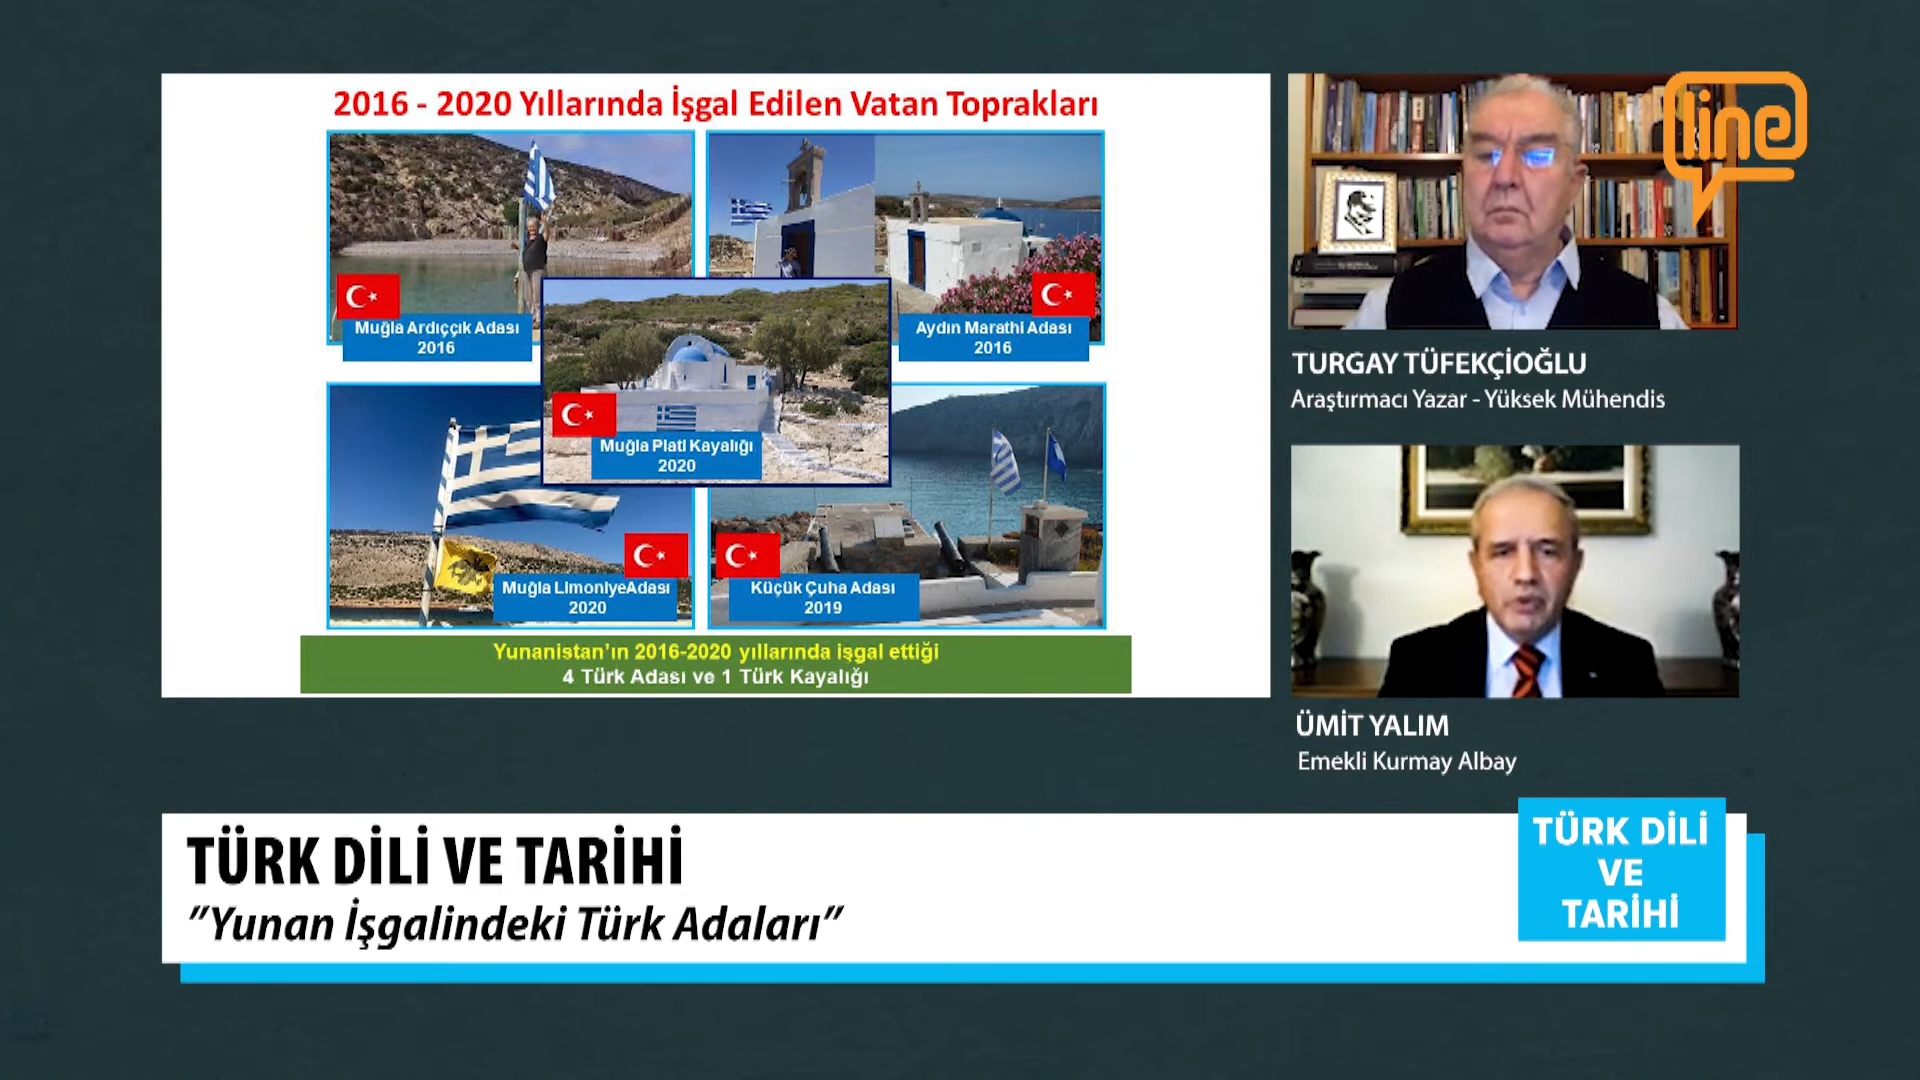 2016 - 2020 Yıllarında İşgal Edilen Vatan Toprakları
Muğla Ardıççık Adası
2016
Aydın Marathi Adası
2016
Muğla Plati Kayalığı
2020
Muğla LimoniyeAdası
2020
Küçük Çuha Adası
2019
Yunanistan’ın 2016-2020 yıllarında işgal ettiği
4 Türk Adası ve 1 Türk Kayalığı
line
TURGAY TÜFEKÇİOĞLU
Araştırmacı Yazar - Yüksek Mühendis
ÜMİT YALIM
Emekli Kurmay Albay
TÜRK DİLİ VE TARİHİ
”Yunan İşgalindeki Türk Adaları”
TÜRK DİLİ
VE
TARİHİ